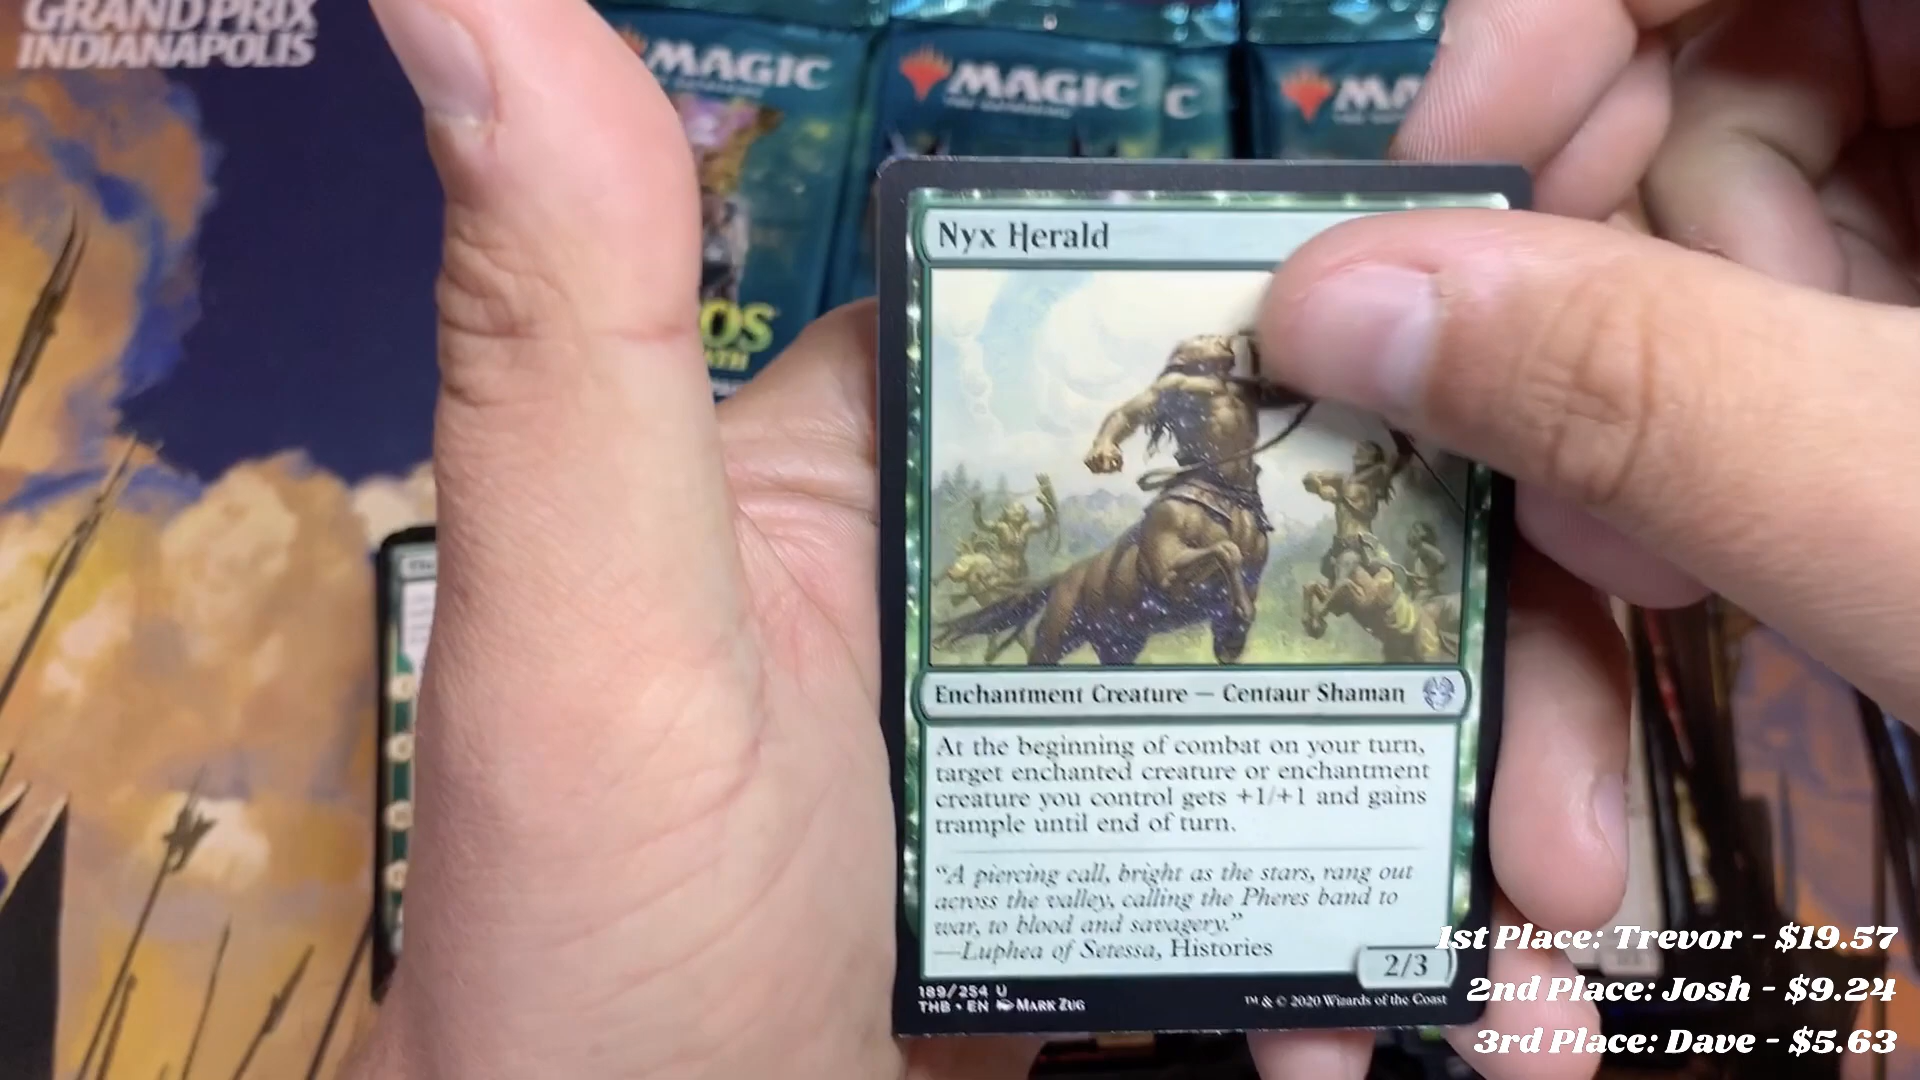 GRAND PRIX
INDIANAPOLIS
MAGIC
MAGIC
C
MA
OS
ATH
Nyx Herald
Enchantment Creature — Centaur Shaman
At the beginning of combat on your turn,
target enchanted creature or enchantment
creature you control gets +1/+1 and gains
trample until end of turn.
"A piercing call, bright as the stars, rang out
across the valley, calling the Pheres band to
war, to blood and savagery."
—Luphea of Setessa, Histories
2/3
189/254 U
THB • EN MARK ZUG
™ & © 2020 Wizards of the Coast
1st Place: Trevor - $19.57
2nd Place: Josh - $9.24
3rd Place: Dave - $5.63